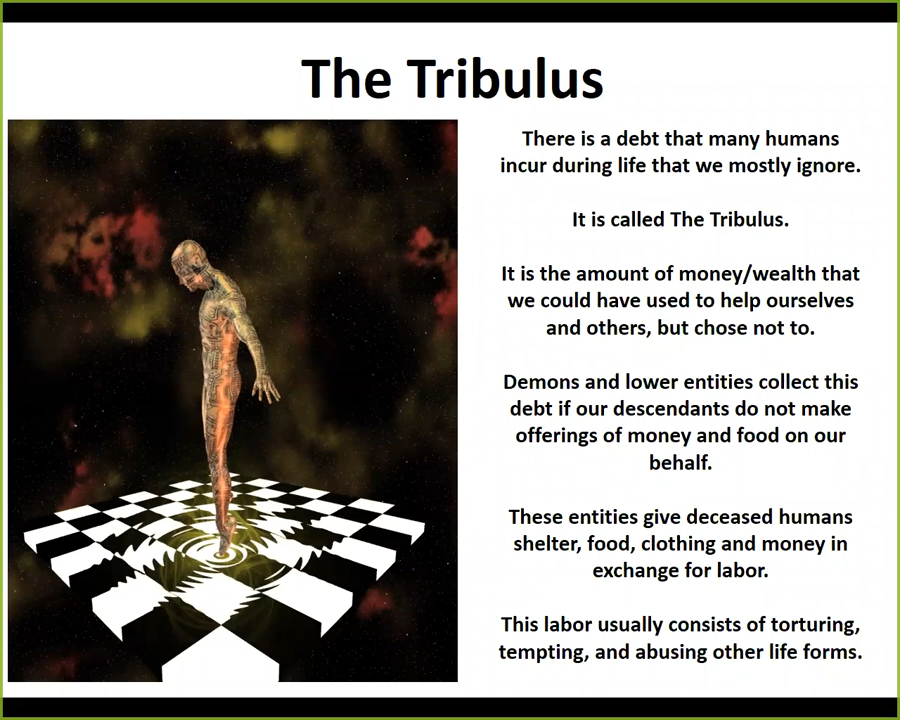 The Tribulus
There is a debt that many humans
incur during life that we mostly ignore.
It is called The Tribulus.
It is the amount of money/wealth that
we could have used to help ourselves
and others, but chose not to.
Demons and lower entities collect this
debt if our descendants do not make
offerings of money and food on our
behalf.
These entities give deceased humans
shelter, food, clothing and money in
exchange for labor.
This labor usually consists of torturing,
tempting, and abusing other life forms.